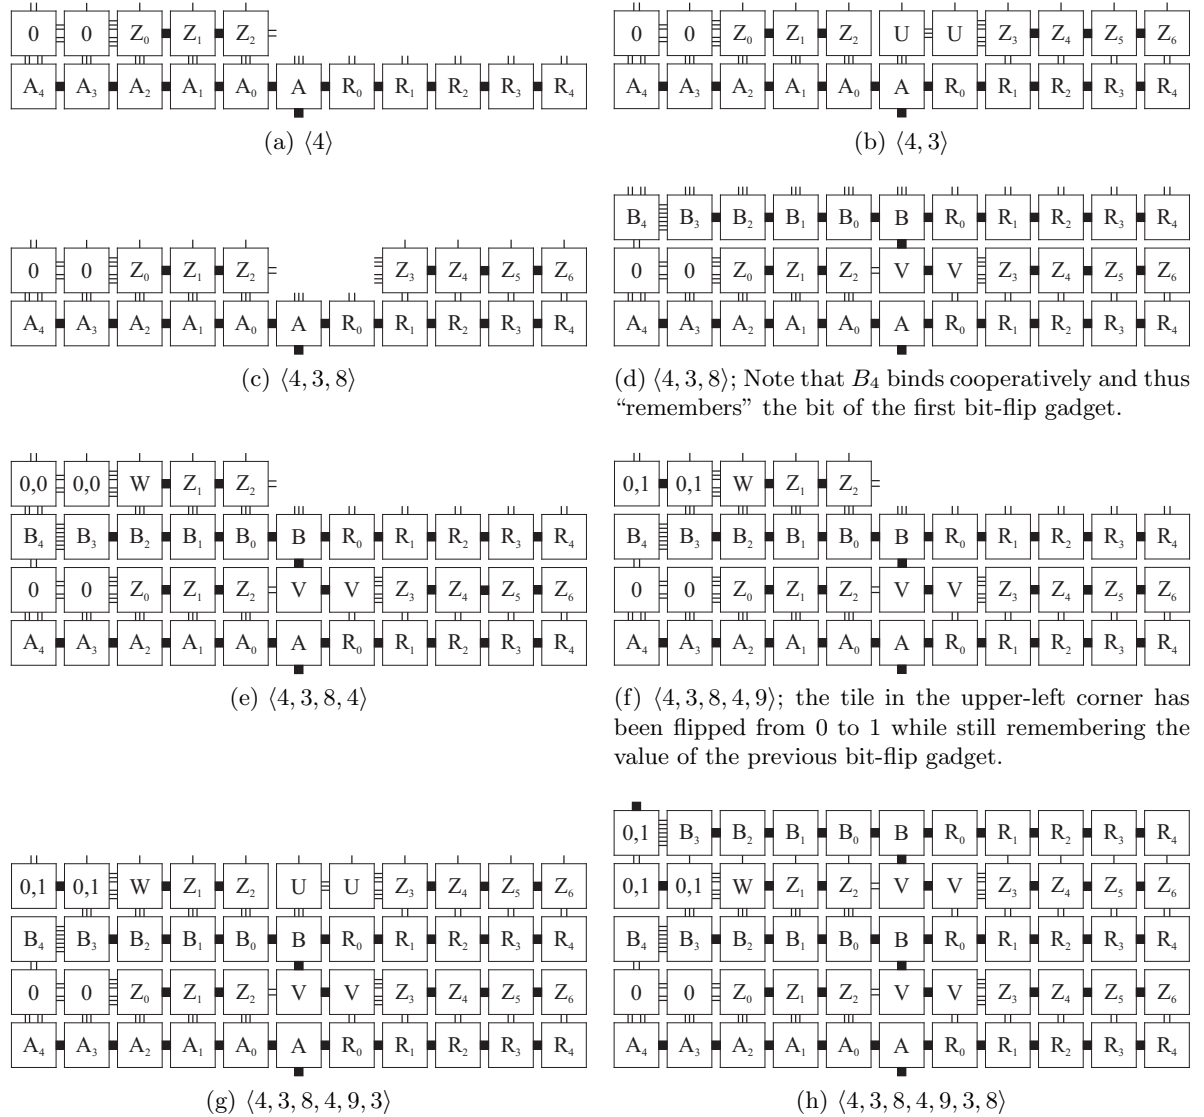 0 0 Z₀ Z₁ Z₂
A₄ A₃ A₂ A₁ A₀ A R₀ R₁ R₂ R₃ R₄
(a) ⟨4⟩
0 0 Z₀ Z₁ Z₂ U U Z₃ Z₄ Z₅ Z₆
A₄ A₃ A₂ A₁ A₀ A R₀ R₁ R₂ R₃ R₄
(b) ⟨4, 3⟩
0 0 Z₀ Z₁ Z₂ Z₃ Z₄ Z₅ Z₆
A₄ A₃ A₂ A₁ A₀ A R₀ R₁ R₂ R₃ R₄
(c) ⟨4, 3, 8⟩
B₄ B₃ B₂ B₁ B₀ B R₀ R₁ R₂ R₃ R₄
0 0 Z₀ Z₁ Z₂ V V Z₃ Z₄ Z₅ Z₆
A₄ A₃ A₂ A₁ A₀ A R₀ R₁ R₂ R₃ R₄
(d) ⟨4, 3, 8⟩; Note that B₄ binds cooperatively and thus
“remembers” the bit of the first bit-flip gadget.
0,0 0,0 W Z₁ Z₂
B₄ B₃ B₂ B₁ B₀ B R₀ R₁ R₂ R₃ R₄
0 0 Z₀ Z₁ Z₂ V V Z₃ Z₄ Z₅ Z₆
A₄ A₃ A₂ A₁ A₀ A R₀ R₁ R₂ R₃ R₄
(e) ⟨4, 3, 8, 4⟩
0,1 0,1 W Z₁ Z₂
B₄ B₃ B₂ B₁ B₀ B R₀ R₁ R₂ R₃ R₄
0 0 Z₀ Z₁ Z₂ V V Z₃ Z₄ Z₅ Z₆
A₄ A₃ A₂ A₁ A₀ A R₀ R₁ R₂ R₃ R₄
(f) ⟨4, 3, 8, 4, 9⟩; the tile in the upper-left corner has
been flipped from 0 to 1 while still remembering the
value of the previous bit-flip gadget.
0,1 0,1 W Z₁ Z₂ U U Z₃ Z₄ Z₅ Z₆
B₄ B₃ B₂ B₁ B₀ B R₀ R₁ R₂ R₃ R₄
0 0 Z₀ Z₁ Z₂ V V Z₃ Z₄ Z₅ Z₆
A₄ A₃ A₂ A₁ A₀ A R₀ R₁ R₂ R₃ R₄
(g) ⟨4, 3, 8, 4, 9, 3⟩
0,1 B₃ B₂ B₁ B₀ B R₀ R₁ R₂ R₃ R₄
0,1 0,1 W Z₁ Z₂ V V Z₃ Z₄ Z₅ Z₆
B₄ B₃ B₂ B₁ B₀ B R₀ R₁ R₂ R₃ R₄
0 0 Z₀ Z₁ Z₂ V V Z₃ Z₄ Z₅ Z₆
A₄ A₃ A₂ A₁ A₀ A R₀ R₁ R₂ R₃ R₄
(h) ⟨4, 3, 8, 4, 9, 3, 8⟩